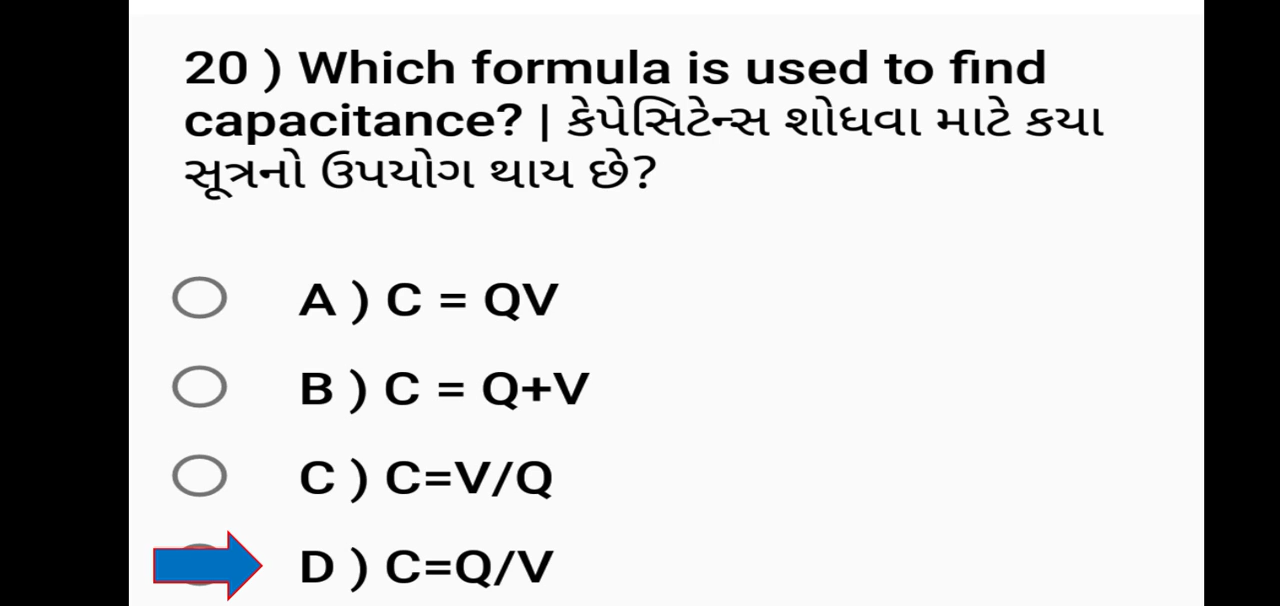 20 ) Which formula is used to find
capacitance? | કેપેસિટેન્સ શોધવા માટે કયા
સૂત્રનો ઉપયોગ થાય છે?
A ) C = QV
B ) C = Q+V
C ) C=V/Q
D ) C=Q/V